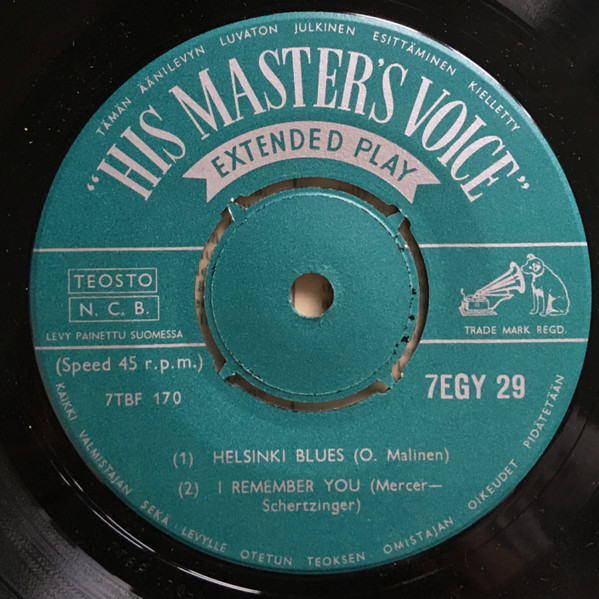 TÄMÄN ÄÄNILEVYN LUVATON JULKINEN ESITTÄMINEN KIELLETTY
"HIS MASTER'S VOICE"
EXTENDED PLAY
TEOSTO
N. C. B.
LEVY PAINETTU SUOMESSA
TRADE MARK REGD.
(Speed 45 r.p.m.)
7TBF 170
7EGY 29
(1) HELSINKI BLUES (O. Malinen)
(2) I REMEMBER YOU (Mercer—
Schertzinger)
KAIKKI VALMISTAJAN SEKÄ LEVYLLE OTETUN TEOKSEN OMISTAJAN OIKEUDET PIDÄTETÄÄN